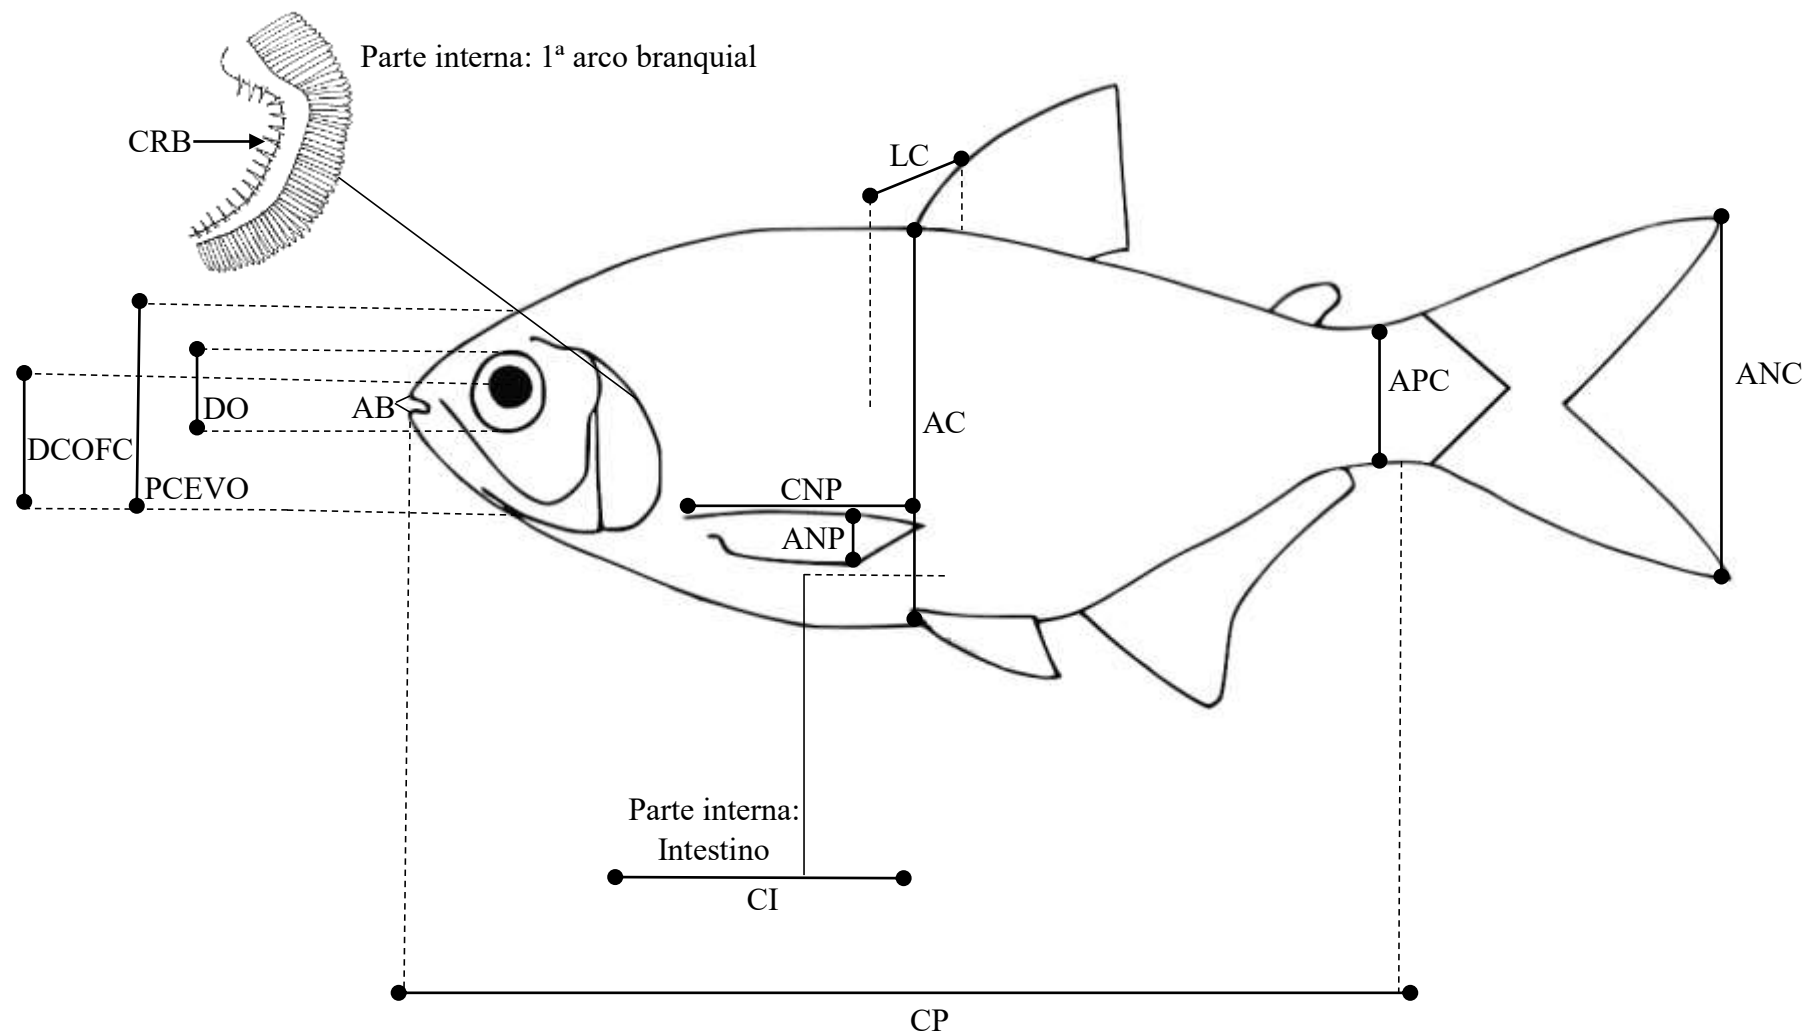 Parte interna: 1ª arco branquial
CRB
LC
DO
AB
DCOFC
PCEVO
AC
APC
ANC
CNP
ANP
Parte interna:
Intestino
CI
CP